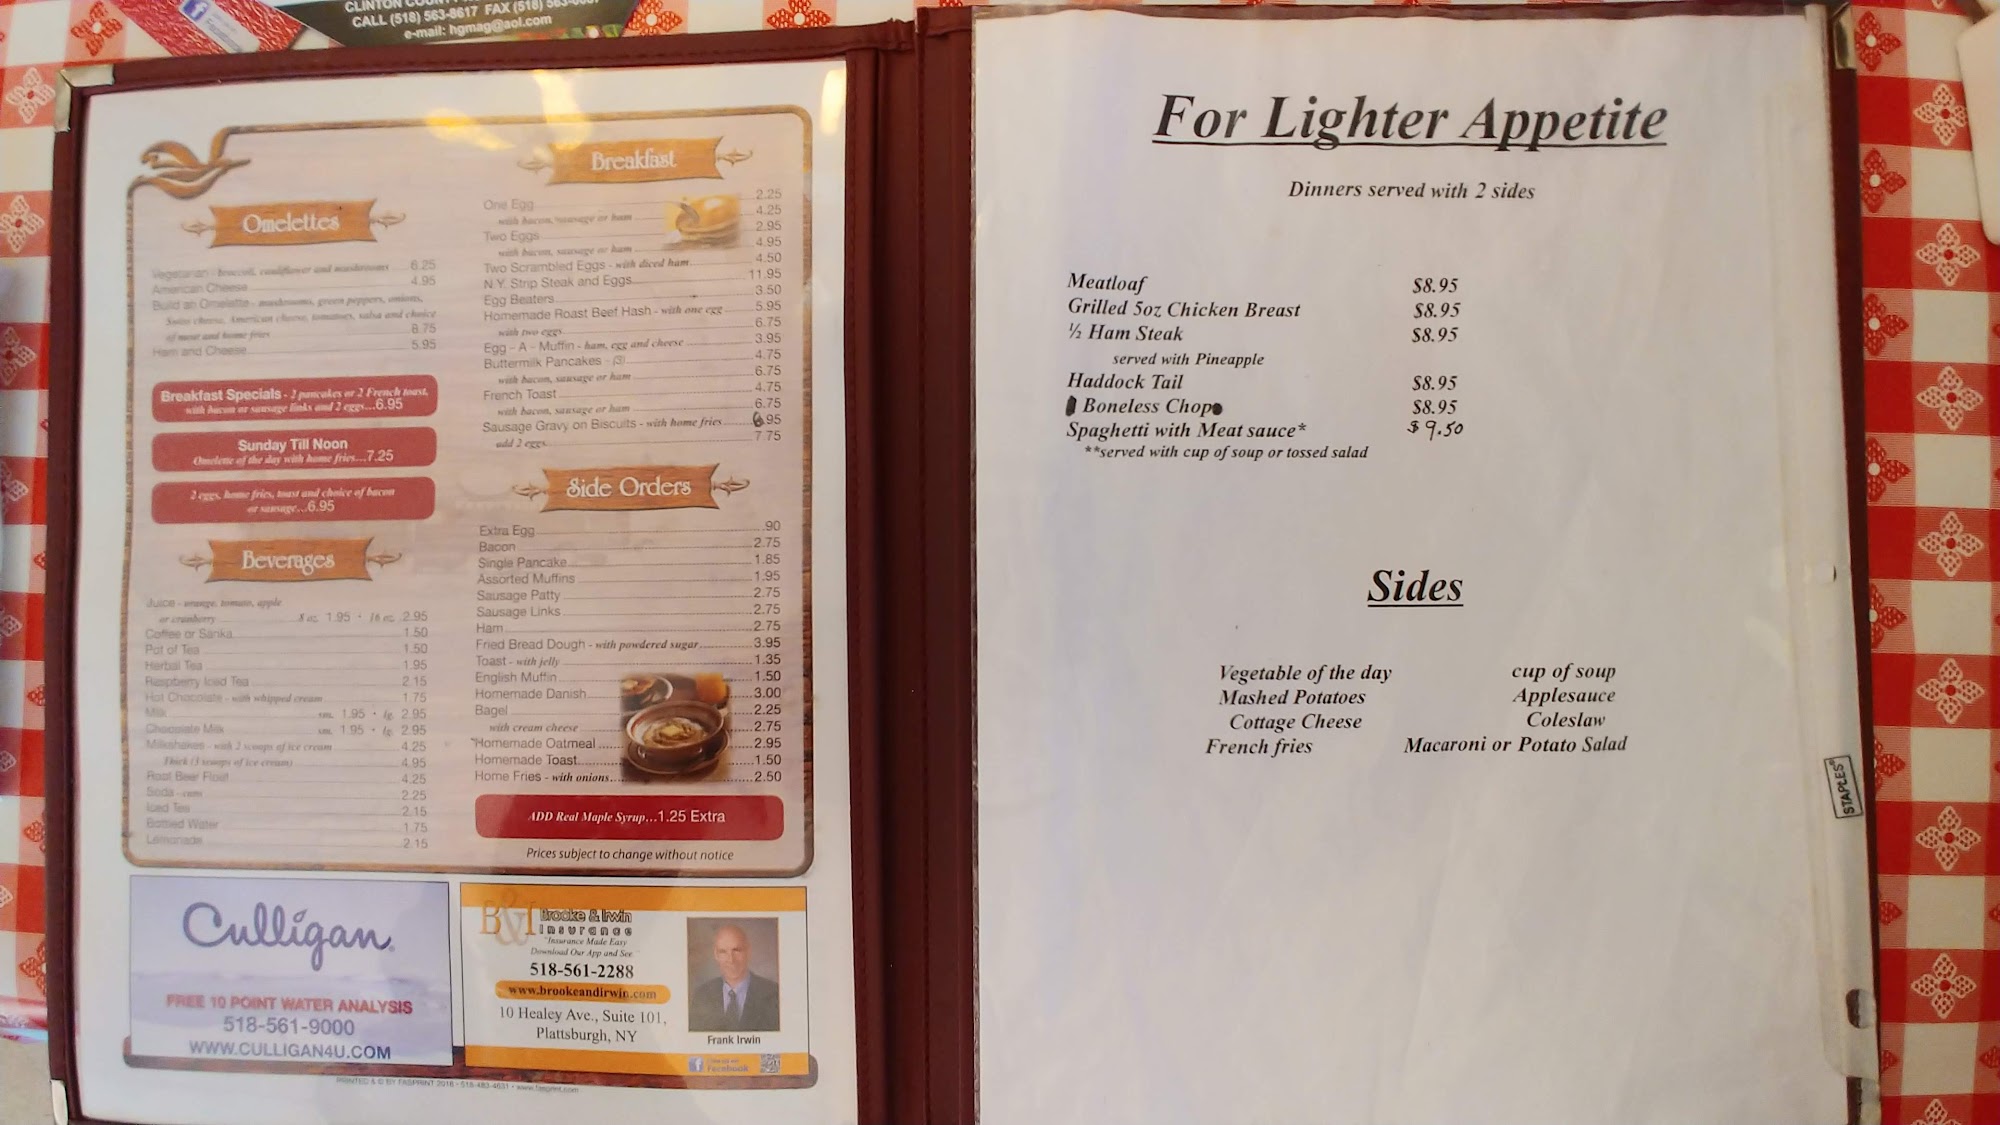 CLINTON COUNTY
CALL (518) 563-8617 FAX (518)
e-mail: hgmag@aol.com
Omelettes
Vegetarian - broccoli, cauliflower and mushrooms 6.25
American Cheese 4.95
Build an Omelette - mushrooms, green peppers, onions,
Swiss cheese, American cheese, tomatoes, salsa and choice
of meat and home fries 8.75
Ham and Cheese 5.95
Breakfast Specials - 2 pancakes or 2 French toast,
with bacon or sausage links and 2 eggs...6.95
Sunday Till Noon
Omelette of the day with home fries...7.25
2 eggs, home fries, toast and choice of bacon
or sausage...6.95
Beverages
Juice - orange, tomato, apple
or cranberry 8 oz. 1.95 • 16 oz. 2.95
Coffee or Sanka 1.50
Pot of Tea 1.50
Herbal Tea 1.95
Raspberry Iced Tea 2.15
Hot Chocolate - with whipped cream 1.75
Milk sm. 1.95 • lg. 2.95
Chocolate Milk sm. 1.95 • lg. 2.95
Milkshakes - with 2 scoops of ice cream 4.25
Thick (3 scoops of ice cream) 4.95
Root Beer Float 4.25
Soda - cans 2.25
Iced Tea 2.15
Bottled Water 1.75
Lemonade 2.15
Breakfast
One Egg 2.25
with bacon, sausage or ham 4.25
Two Eggs 2.95
with bacon, sausage or ham 4.95
Two Scrambled Eggs - with diced ham 4.50
N.Y. Strip Steak and Eggs 11.95
Egg Beaters 3.50
Homemade Roast Beef Hash - with one egg 5.95
with two eggs 6.75
Egg - A - Muffin - ham, egg and cheese 3.95
Buttermilk Pancakes - (3) 4.75
with bacon, sausage or ham 6.75
French Toast 4.75
with bacon, sausage or ham 6.75
Sausage Gravy on Biscuits - with home fries 6.95
add 2 eggs 7.75
Side Orders
Extra Egg .90
Bacon 2.75
Single Pancake 1.85
Assorted Muffins 1.95
Sausage Patty 2.75
Sausage Links 2.75
Ham 2.75
Fried Bread Dough - with powdered sugar 3.95
Toast - with jelly 1.35
English Muffin 1.50
Homemade Danish 3.00
Bagel 2.25
with cream cheese 2.75
Homemade Oatmeal 2.95
Homemade Toast 1.50
Home Fries - with onions 2.50
ADD Real Maple Syrup...1.25 Extra
Prices subject to change without notice
Culligan
FREE 10 POINT WATER ANALYSIS
518-561-9000
WWW.CULLIGAN4U.COM
B&I Brooke & Irwin
Insurance
"Insurance Made Easy
Download Our App and See"
518-561-2288
www.brookeandirwin.com
10 Healey Ave., Suite 101,
Plattsburgh, NY
Frank Irwin
Facebook
PRINTED & © BY FASPRINT 2016 • 518-483-4631 • www.fasprint.com
For Lighter Appetite
Dinners served with 2 sides
Meatloaf $8.95
Grilled 5oz Chicken Breast $8.95
½ Ham Steak $8.95
served with Pineapple
Haddock Tail $8.95
Boneless Chop $8.95
Spaghetti with Meat sauce* $9.50
**served with cup of soup or tossed salad
Sides
Vegetable of the day cup of soup
Mashed Potatoes Applesauce
Cottage Cheese Coleslaw
French fries Macaroni or Potato Salad
STAPLES